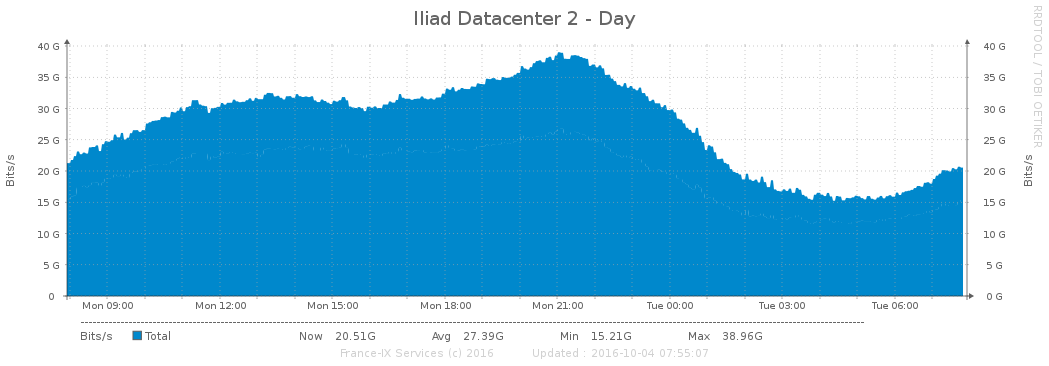 Iliad Datacenter 2 - Day
RRDTOOL / TOBI OETIKER
Bits/s
40 G 40 G
35 G 35 G
30 G 30 G
25 G 25 G
20 G 20 G
15 G 15 G
10 G 10 G
5 G 5 G
0 0 G
Bits/s
Mon 09:00 Mon 12:00 Mon 15:00 Mon 18:00 Mon 21:00 Tue 00:00 Tue 03:00 Tue 06:00
Bits/s Total Now 20.51G Avg 27.39G Min 15.21G Max 38.96G
France-IX Services (c) 2016 Updated : 2016-10-04 07:55:07